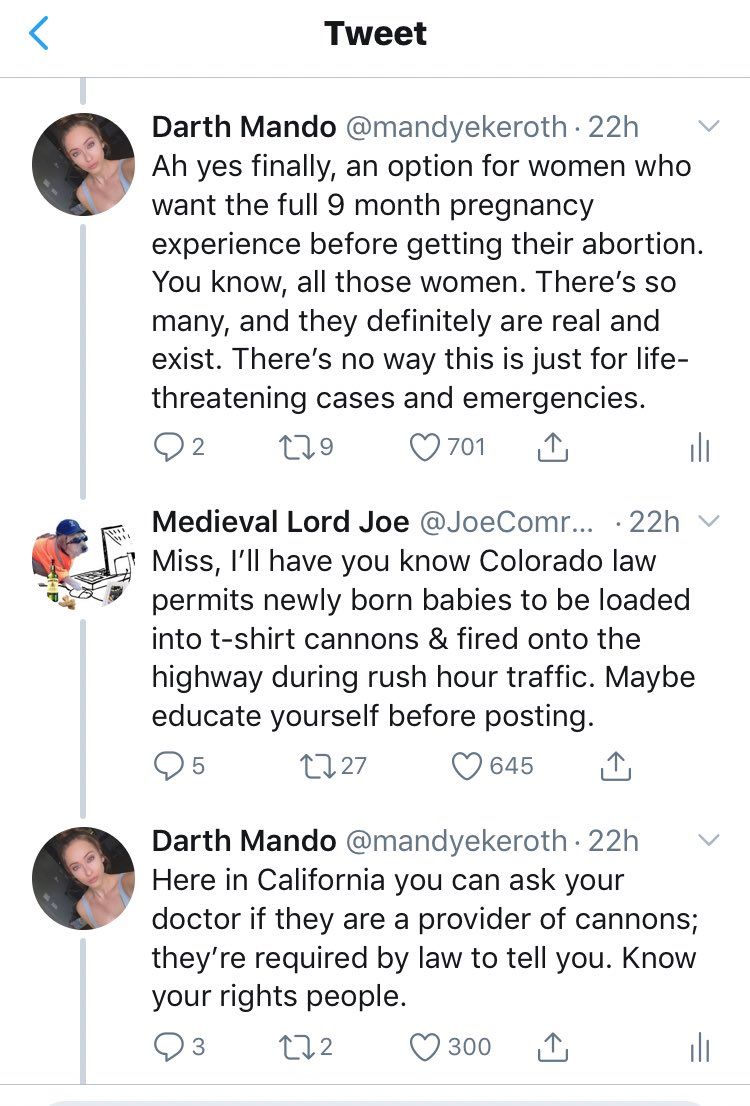 Tweet
Darth Mando @mandyekeroth · 22h
Ah yes finally, an option for women who
want the full 9 month pregnancy
experience before getting their abortion.
You know, all those women. There’s so
many, and they definitely are real and
exist. There’s no way this is just for life-
threatening cases and emergencies.
2 9 701
Medieval Lord Joe @JoeComr... · 22h
Miss, I’ll have you know Colorado law
permits newly born babies to be loaded
into t-shirt cannons & fired onto the
highway during rush hour traffic. Maybe
educate yourself before posting.
5 27 645
Darth Mando @mandyekeroth · 22h
Here in California you can ask your
doctor if they are a provider of cannons;
they’re required by law to tell you. Know
your rights people.
3 2 300